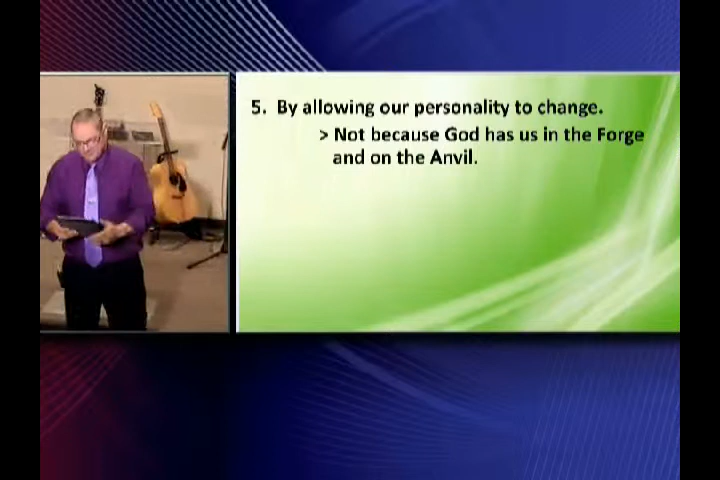 5. By allowing our personality to change.
> Not because God has us in the Forge
and on the Anvil.